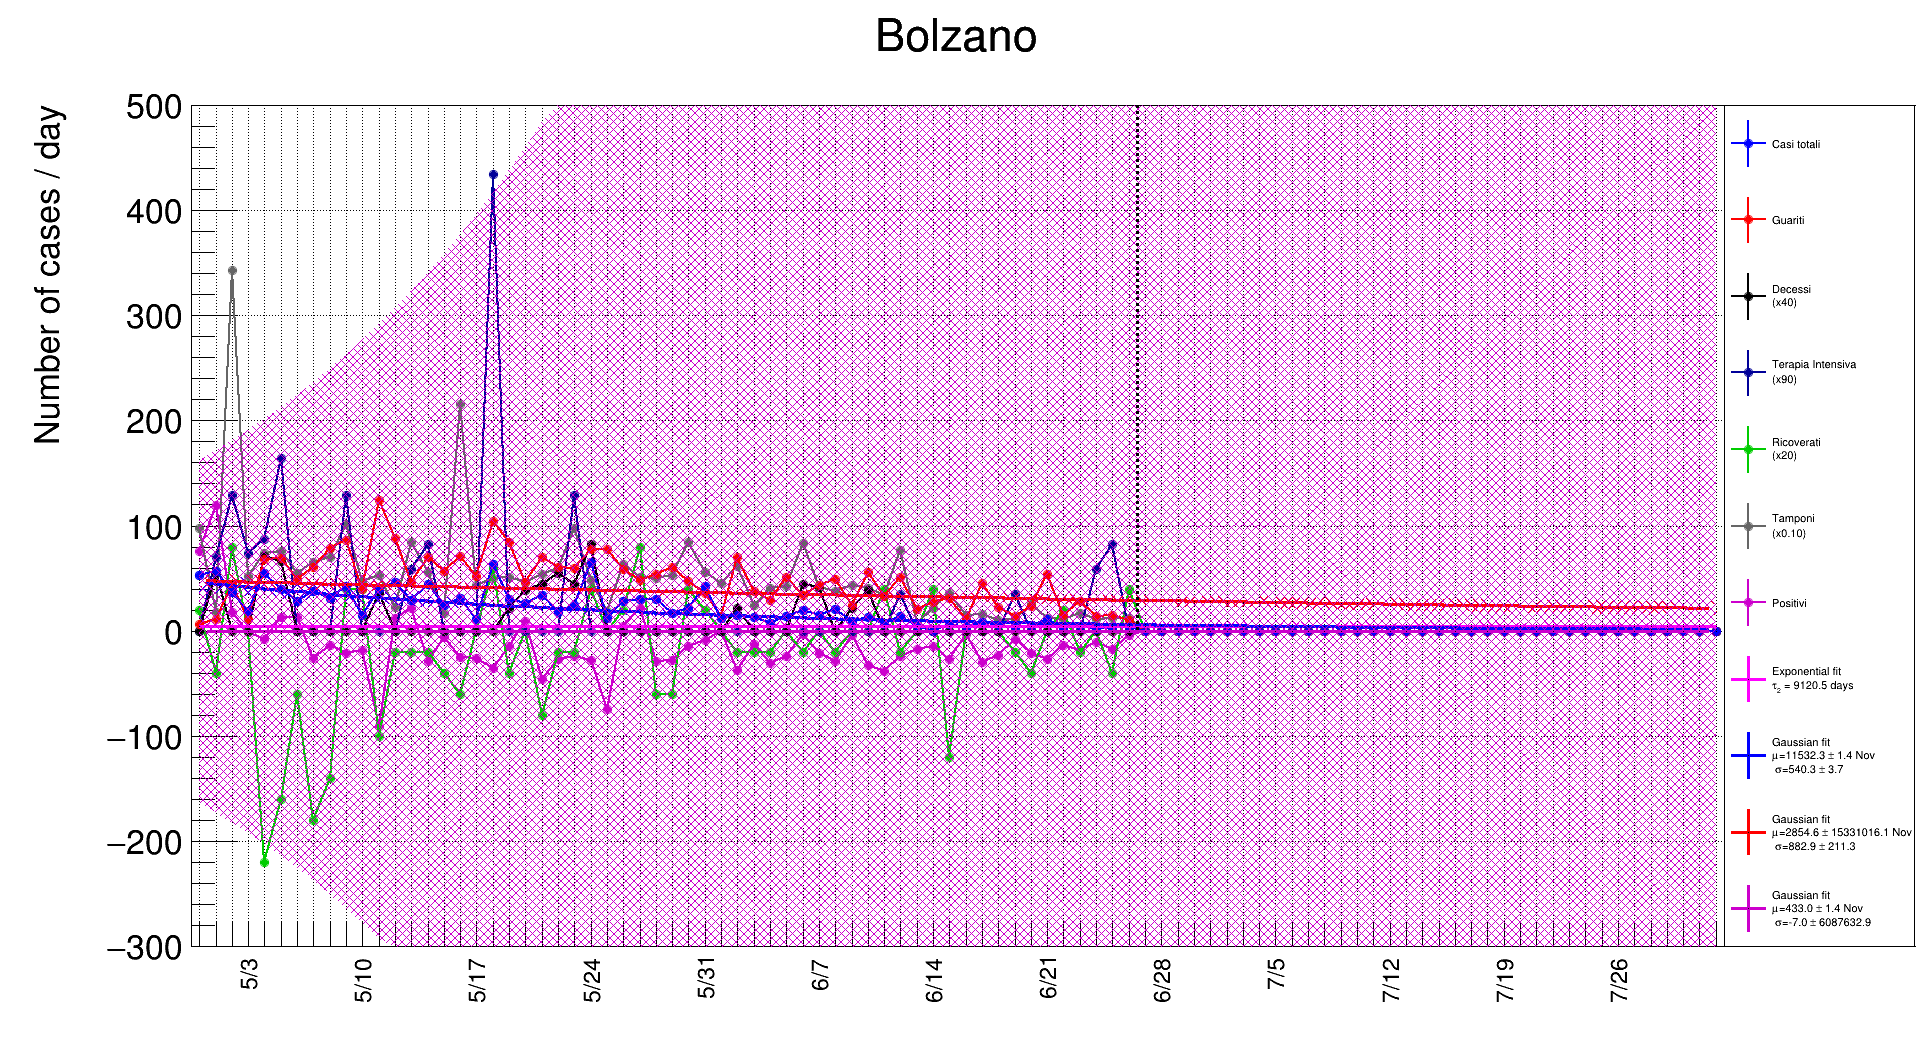 Bolzano
Number of cases / day
500
400
300
200
100
0
−100
−200
−300
5/3
5/10
5/17
5/24
5/31
6/7
6/14
6/21
6/28
7/5
7/12
7/19
7/26
Casi totali
Guariti
Decessi
(x40)
Terapia Intensiva
(x90)
Ricoverati
(x20)
Tamponi
(x0.10)
Positivi
Exponential fit
τ₂ = 9120.5 days
Gaussian fit
μ=11532.3 ± 1.4 Nov
σ=540.3 ± 3.7
Gaussian fit
μ=2854.6 ± 15331016.1 Nov
σ=882.9 ± 211.3
Gaussian fit
μ=433.0 ± 1.4 Nov
σ=-7.0 ± 6087632.9